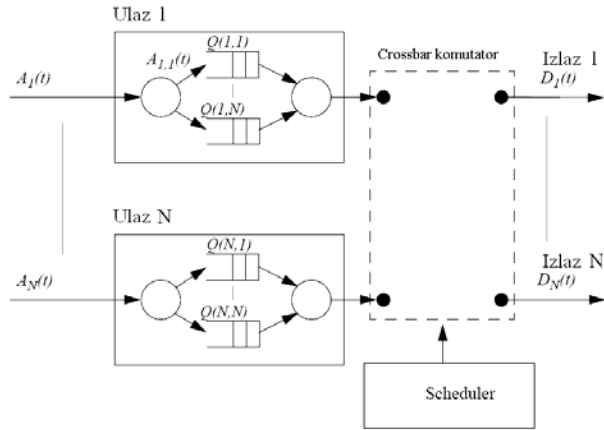 Ulaz 1
A1(t)
A1,1(t)
Q(1,1)
Q(1,N)
Crossbar komutator
Izlaz 1
D1(t)
Ulaz N
AN(t)
Q(N,1)
Q(N,N)
Izlaz N
DN(t)
Scheduler